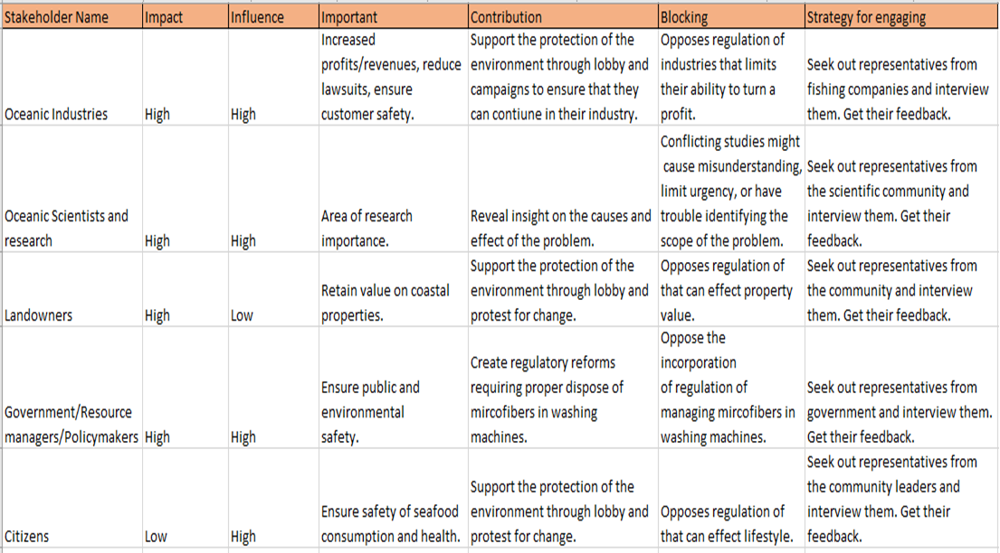 Stakeholder Name Impact Influence Important Contribution Blocking Strategy for engaging
Oceanic Industries
High
High
Increased
profits/revenues, reduce
lawsuits, ensure
customer safety.
Support the protection of the
environment through lobby and
campaigns to ensure that they
can contiune in their industry.
Opposes regulation of
industries that limits
their ability to turn a
profit.
Seek out representatives from
fishing companies and interview
them. Get their feedback.
Oceanic Scientists and
research
High
High
Area of research
importance.
Reveal insight on the causes and
effect of the problem.
Conflicting studies might
cause misunderstanding,
limit urgency, or have
trouble identifying the
scope of the problem.
Seek out representatives from
the scientific community and
interview them. Get their
feedback.
Landowners
High
Low
Retain value on coastal
properties.
Support the protection of the
environment through lobby and
protest for change.
Opposes regulation of
that can effect property
value.
Seek out representatives from
the community and interview
them. Get their feedback.
Government/Resource
managers/Policymakers
High
High
Ensure public and
environmental
safety.
Create regulatory reforms
requiring proper dispose of
mircofibers in washing
machines.
Oppose the
incorporation
of regulation of
managing mircofibers in
washing machines.
Seek out representatives from
government and interview them.
Get their feedback.
Citizens
Low
High
Ensure safety of seafood
consumption and health.
Support the protection of the
environment through lobby and
protest for change.
Opposes regulation of
that can effect lifestyle.
Seek out representatives from
the community leaders and
interview them. Get their
feedback.